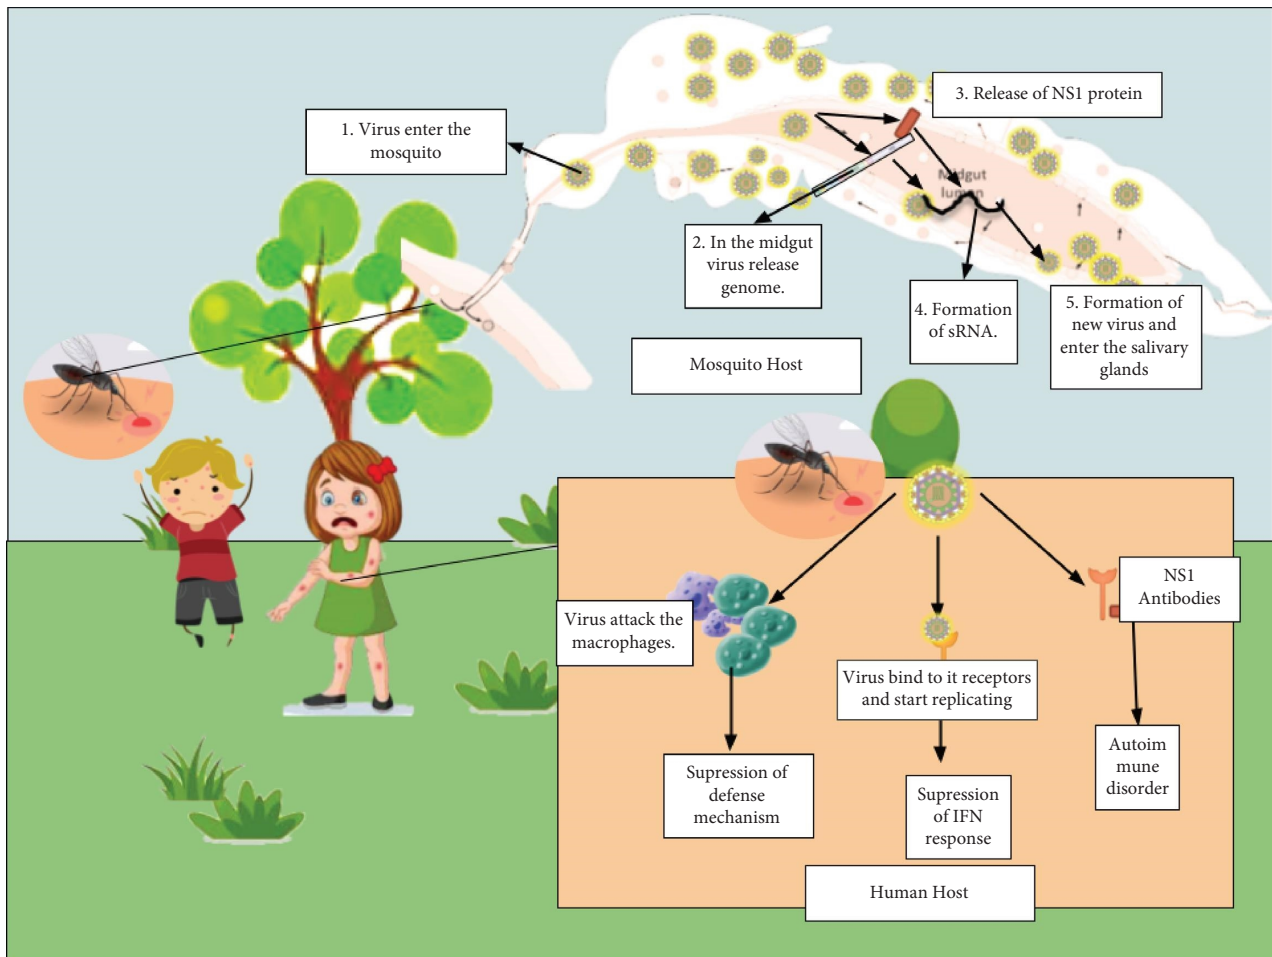 1. Virus enter the
mosquito
3. Release of NS1 protein
Midgut
lumen
2. In the midgut
virus release
genome.
4. Formation
of sRNA.
5. Formation of
new virus and
enter the salivary
glands
Mosquito Host
Virus attack the
macrophages.
Virus bind to it receptors
and start replicating
NS1
Antibodies
Supression of
defense
mechanism
Supression
of IFN
response
Autoim
mune
disorder
Human Host